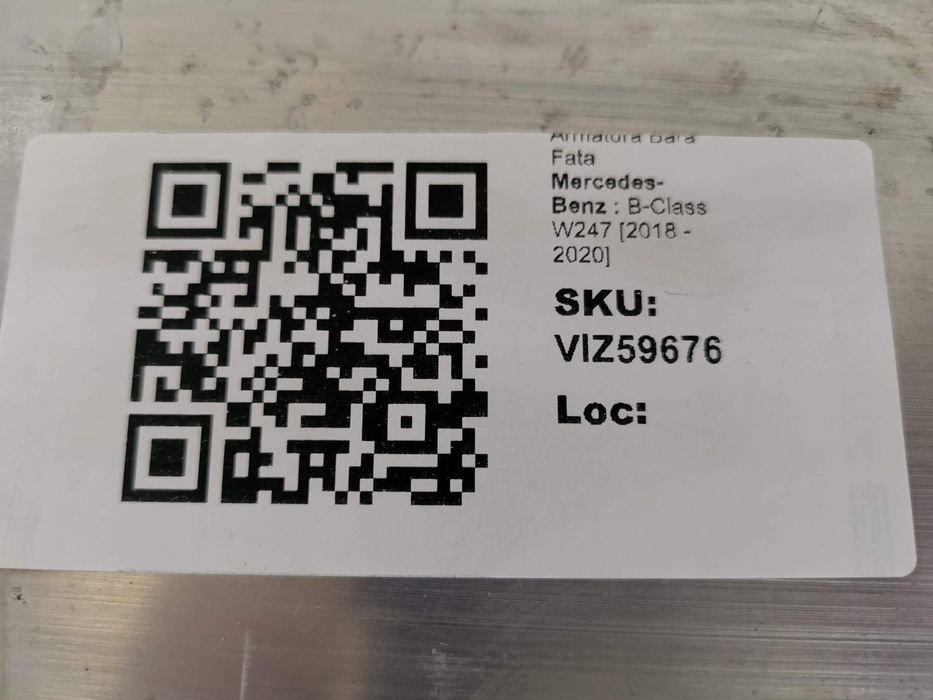 Armatura Bara
Fata
Mercedes-
Benz : B-Class
W247 [2018 -
2020]
SKU:
VIZ59676
Loc: